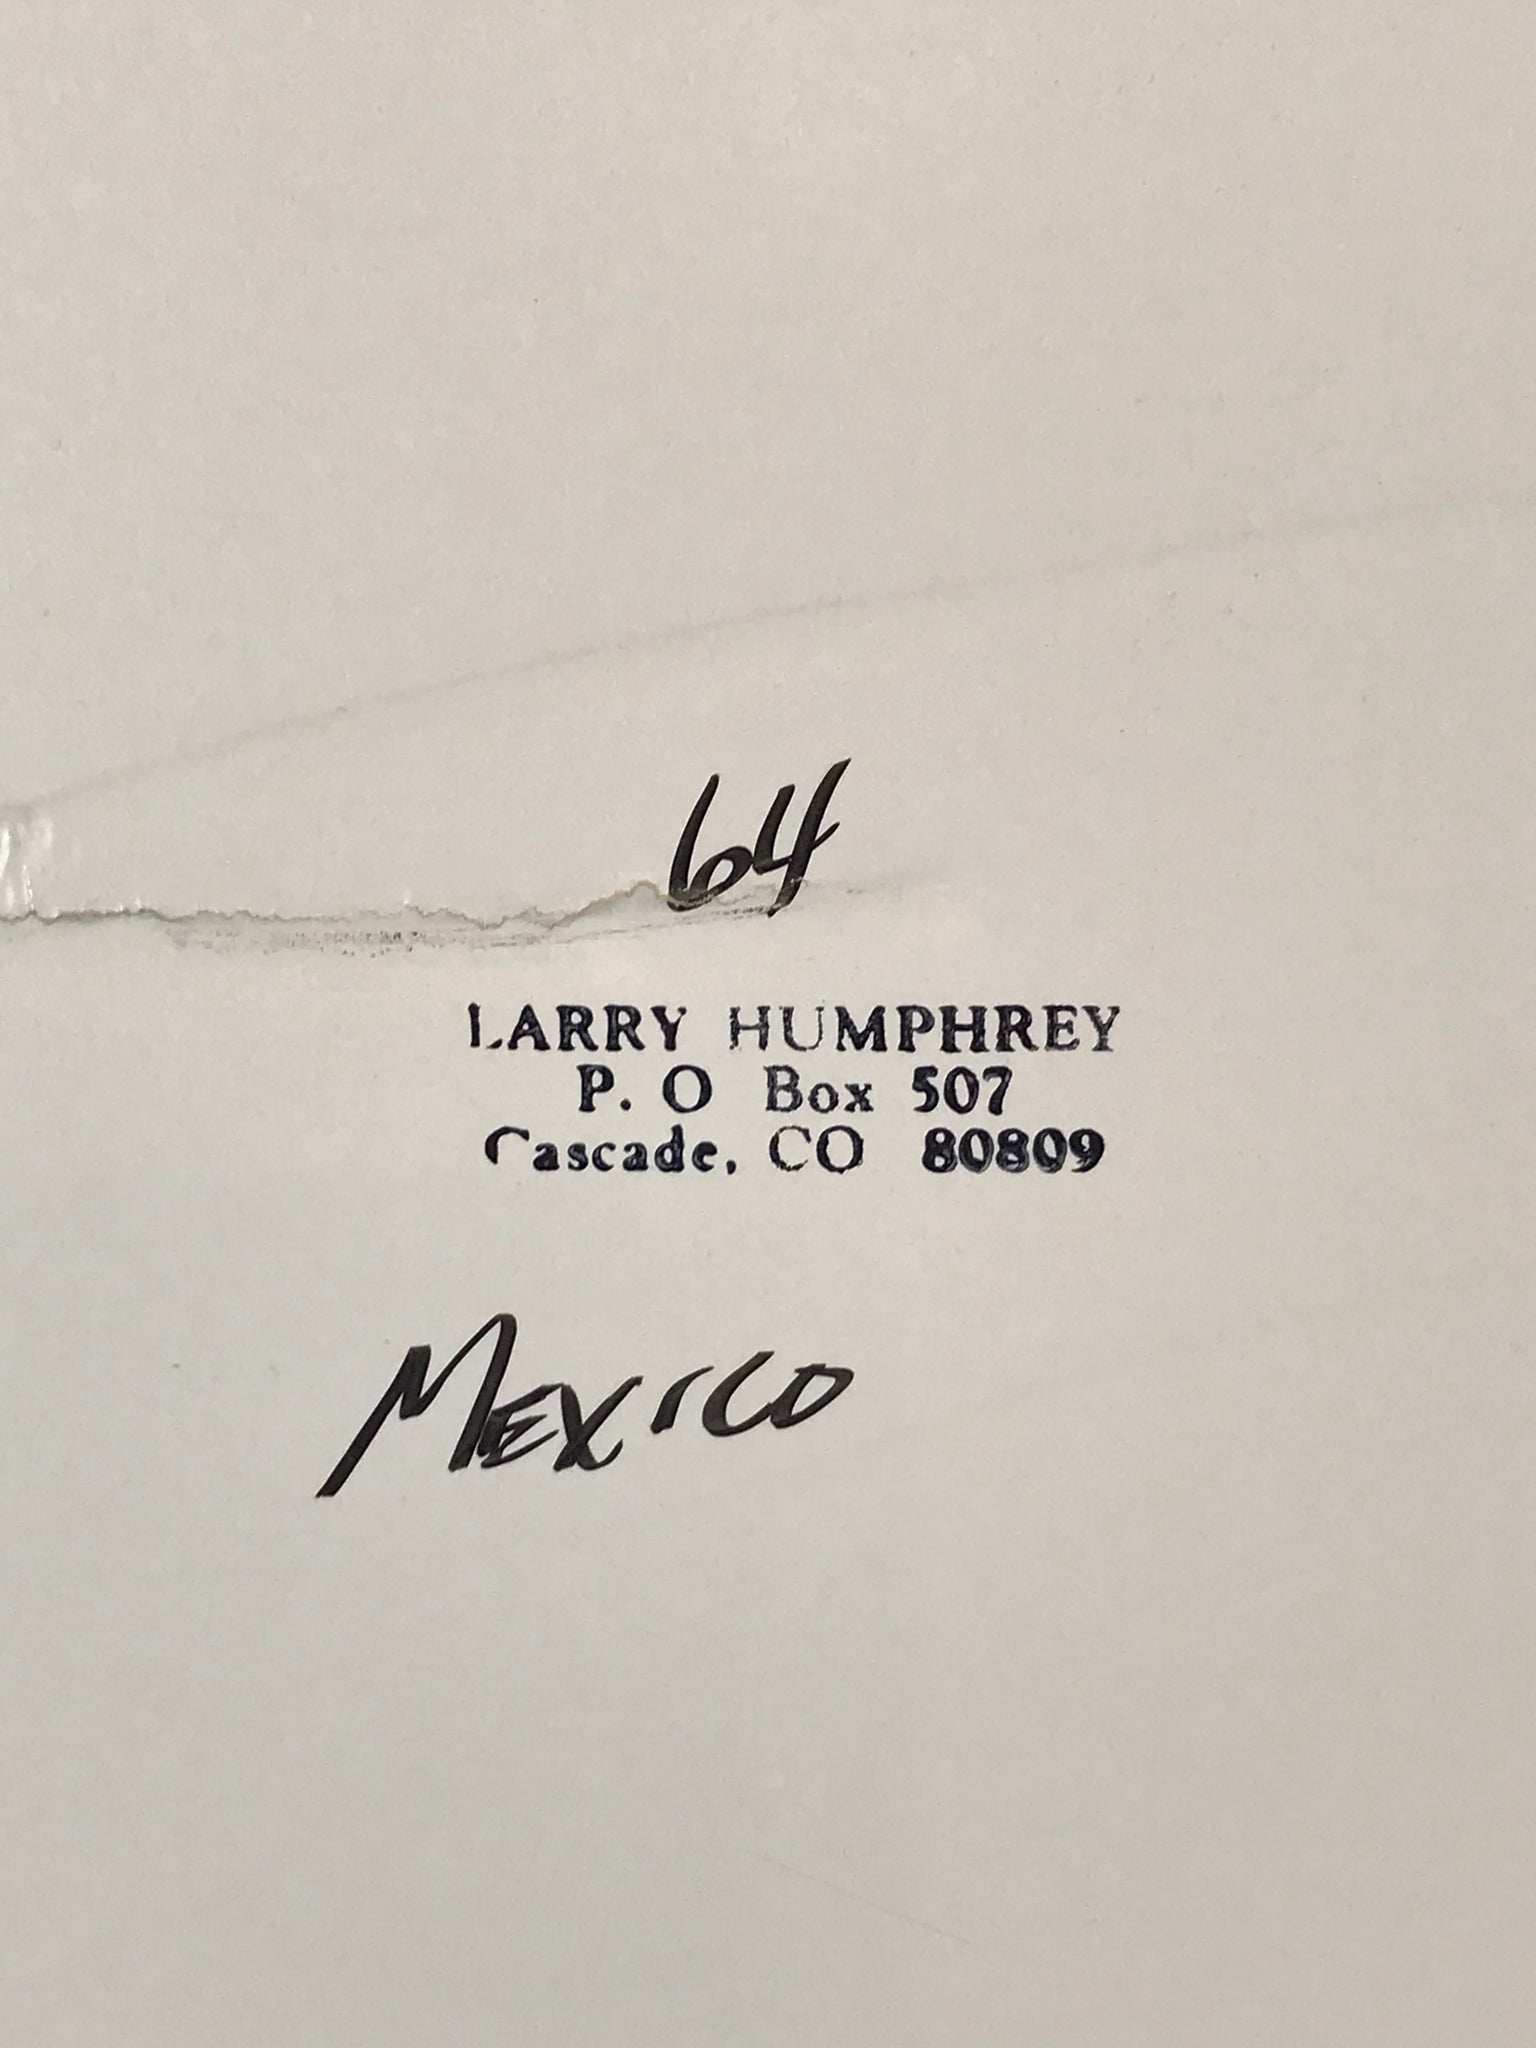 64
LARRY HUMPHREY
P. O Box 507
Cascade, CO 80809
MEXICO